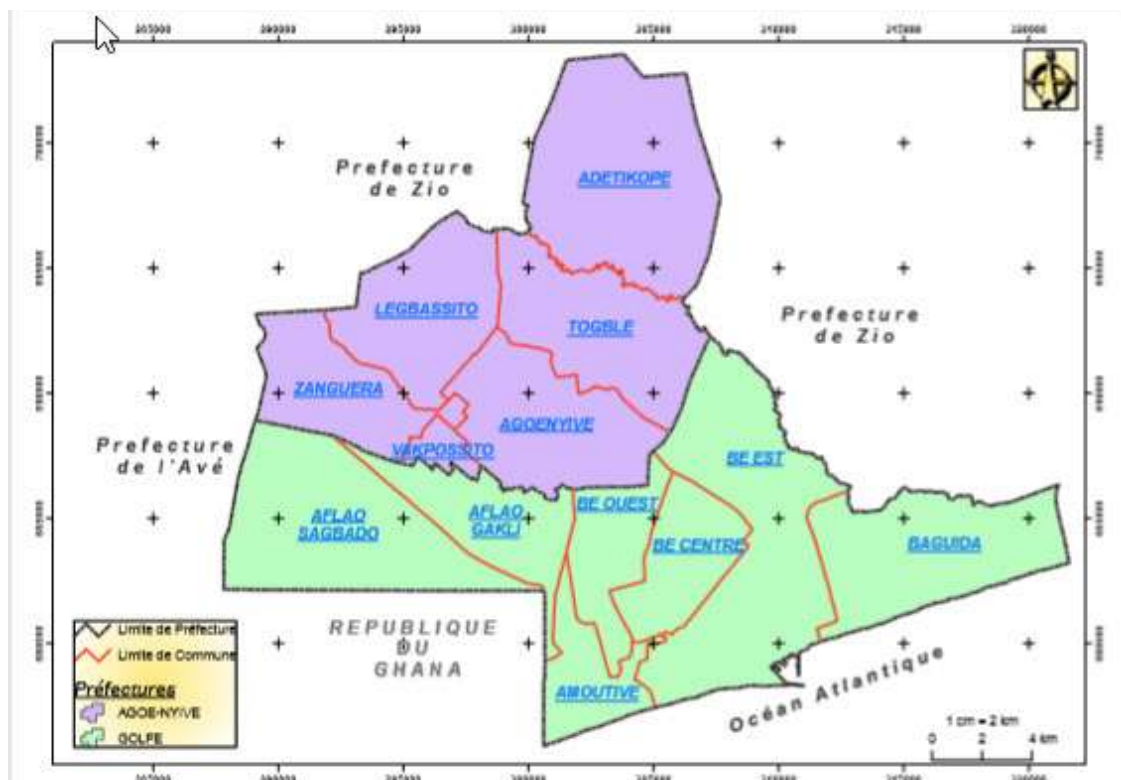 Prefecture
de Zio
ADETIKOPE
LEGBASSITO
TOGBLE
Prefecture
de Zio
ZANGUERA
AGOENYIVE
Prefecture
de l'Avé
VAKPOSSITO
BE EST
AFLAO
SAGBADO
AFLAO
GAKLI
BE OUEST
BE CENTRE
BAGUIDA
REPUBLIQUE
DU
GHANA
AMOUTIVE
Océan Atlantique
Limite de Préfecture
Limite de Commune
Préfectures
AGOE-NYIVE
GOLFE
1 cm = 2 km
0 2 4 km